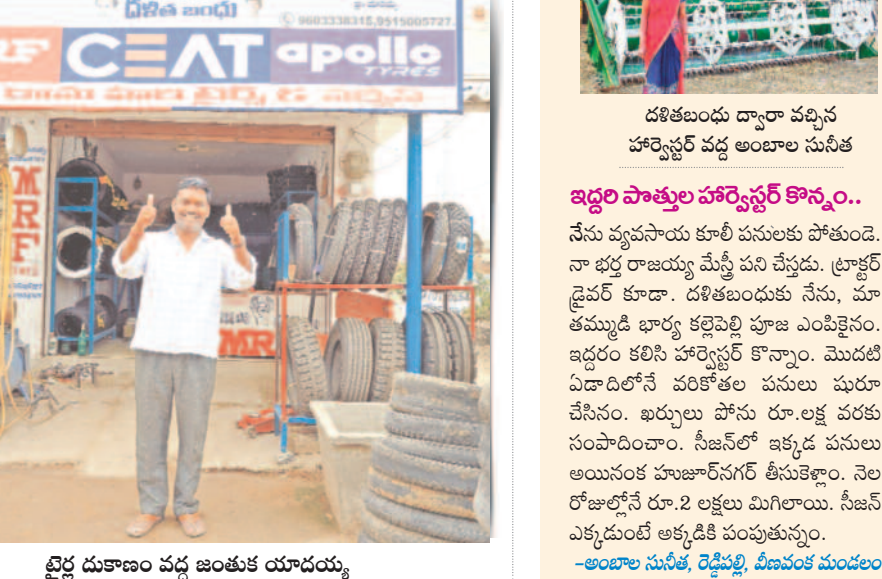 దళిత బంధు
9603338315,9515005727.
CEAT
apollo
TYRES
MRF
MR
టైర్ల దుకాణం వద్ద జంతుక యాదయ్య
దళితబంధు ద్వారా వచ్చిన
హార్వెస్టర్ వద్ద అంబాల సునీత
ఇద్దరి పొత్తుల హార్వెస్టర్ కొన్నం..
నేను వ్యవసాయ కూలీ పనులకు పోతుండె.
నా భర్త రాజయ్య మేస్త్రీ పని చేస్తడు. ట్రాక్టర్
డ్రైవర్ కూడా. దళితబంధుకు నేను, మా
తమ్ముడి భార్య కల్లెపెల్లి పూజ ఎంపికైనం.
ఇద్దరం కలిసి హార్వెస్టర్ కొన్నాం. మొదటి
ఏడాదిలోనే వరికోతల పనులు షురూ
చేసినం. ఖర్చులు పోను రూ.లక్ష వరకు
సంపాదించాం. సీజన్‌లో ఇక్కడ పనులు
అయినంక హుజూర్‌నగర్ తీసుకెళ్లాం. నెల
రోజుల్లోనే రూ.2 లక్షలు మిగిలాయి. సీజన్
ఎక్కడుంటే అక్కడికి పంపుతున్నం.
-అంబాల సునీత, రెడ్డిపల్లి, వీణవంక మండలం